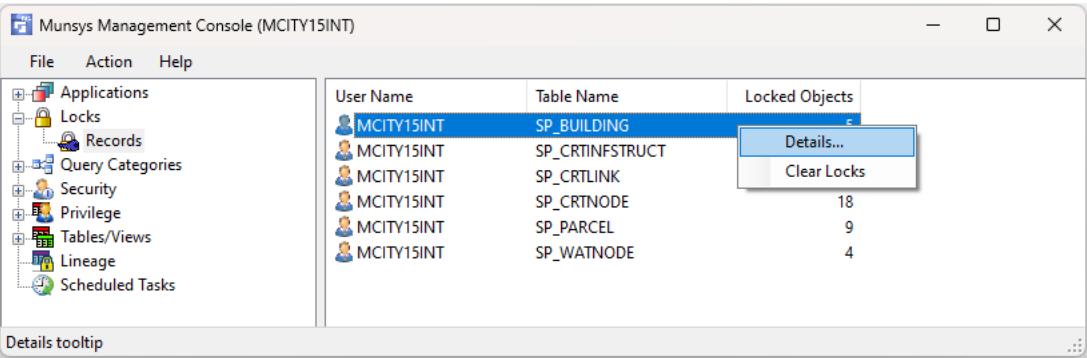 Munsys Management Console (MCITY15INT)
File Action Help
Applications
Locks
Records
Query Categories
Security
Privilege
Tables/Views
Lineage
Scheduled Tasks
User Name Table Name Locked Objects
MCITY15INT SP_BUILDING 5
MCITY15INT SP_CRTINFSTRUCT
MCITY15INT SP_CRTLINK
MCITY15INT SP_CRTNODE 18
MCITY15INT SP_PARCEL 9
MCITY15INT SP_WATNODE 4
Details...
Clear Locks
Details tooltip